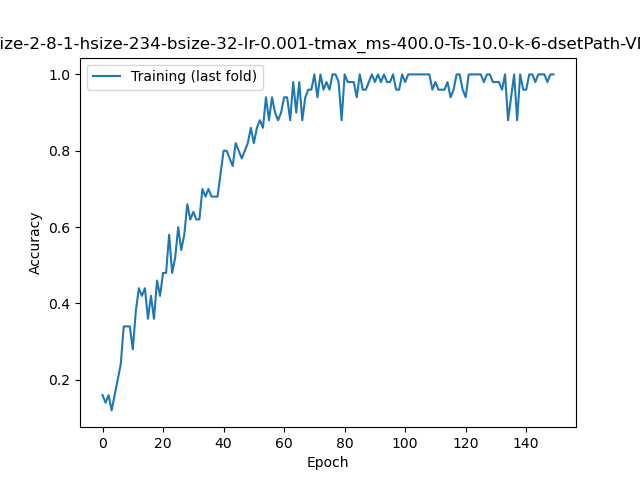 ize-2-8-1-hsize-234-bsize-32-lr-0.001-tmax_ms-400.0-Ts-10.0-k-6-dsetPath-VI
Training (last fold)
1.0
0.8
0.6
0.4
0.2
Accuracy
0 20 40 60 80 100 120 140
Epoch